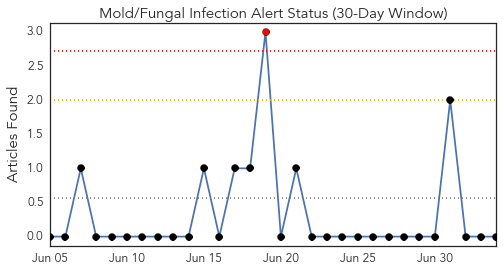 Mold/Fungal Infection Alert Status (30-Day Window)
Articles Found
3.0
2.5
2.0
1.5
1.0
0.5
0.0
Jun 05
Jun 10
Jun 15
Jun 20
Jun 25
Jun 30